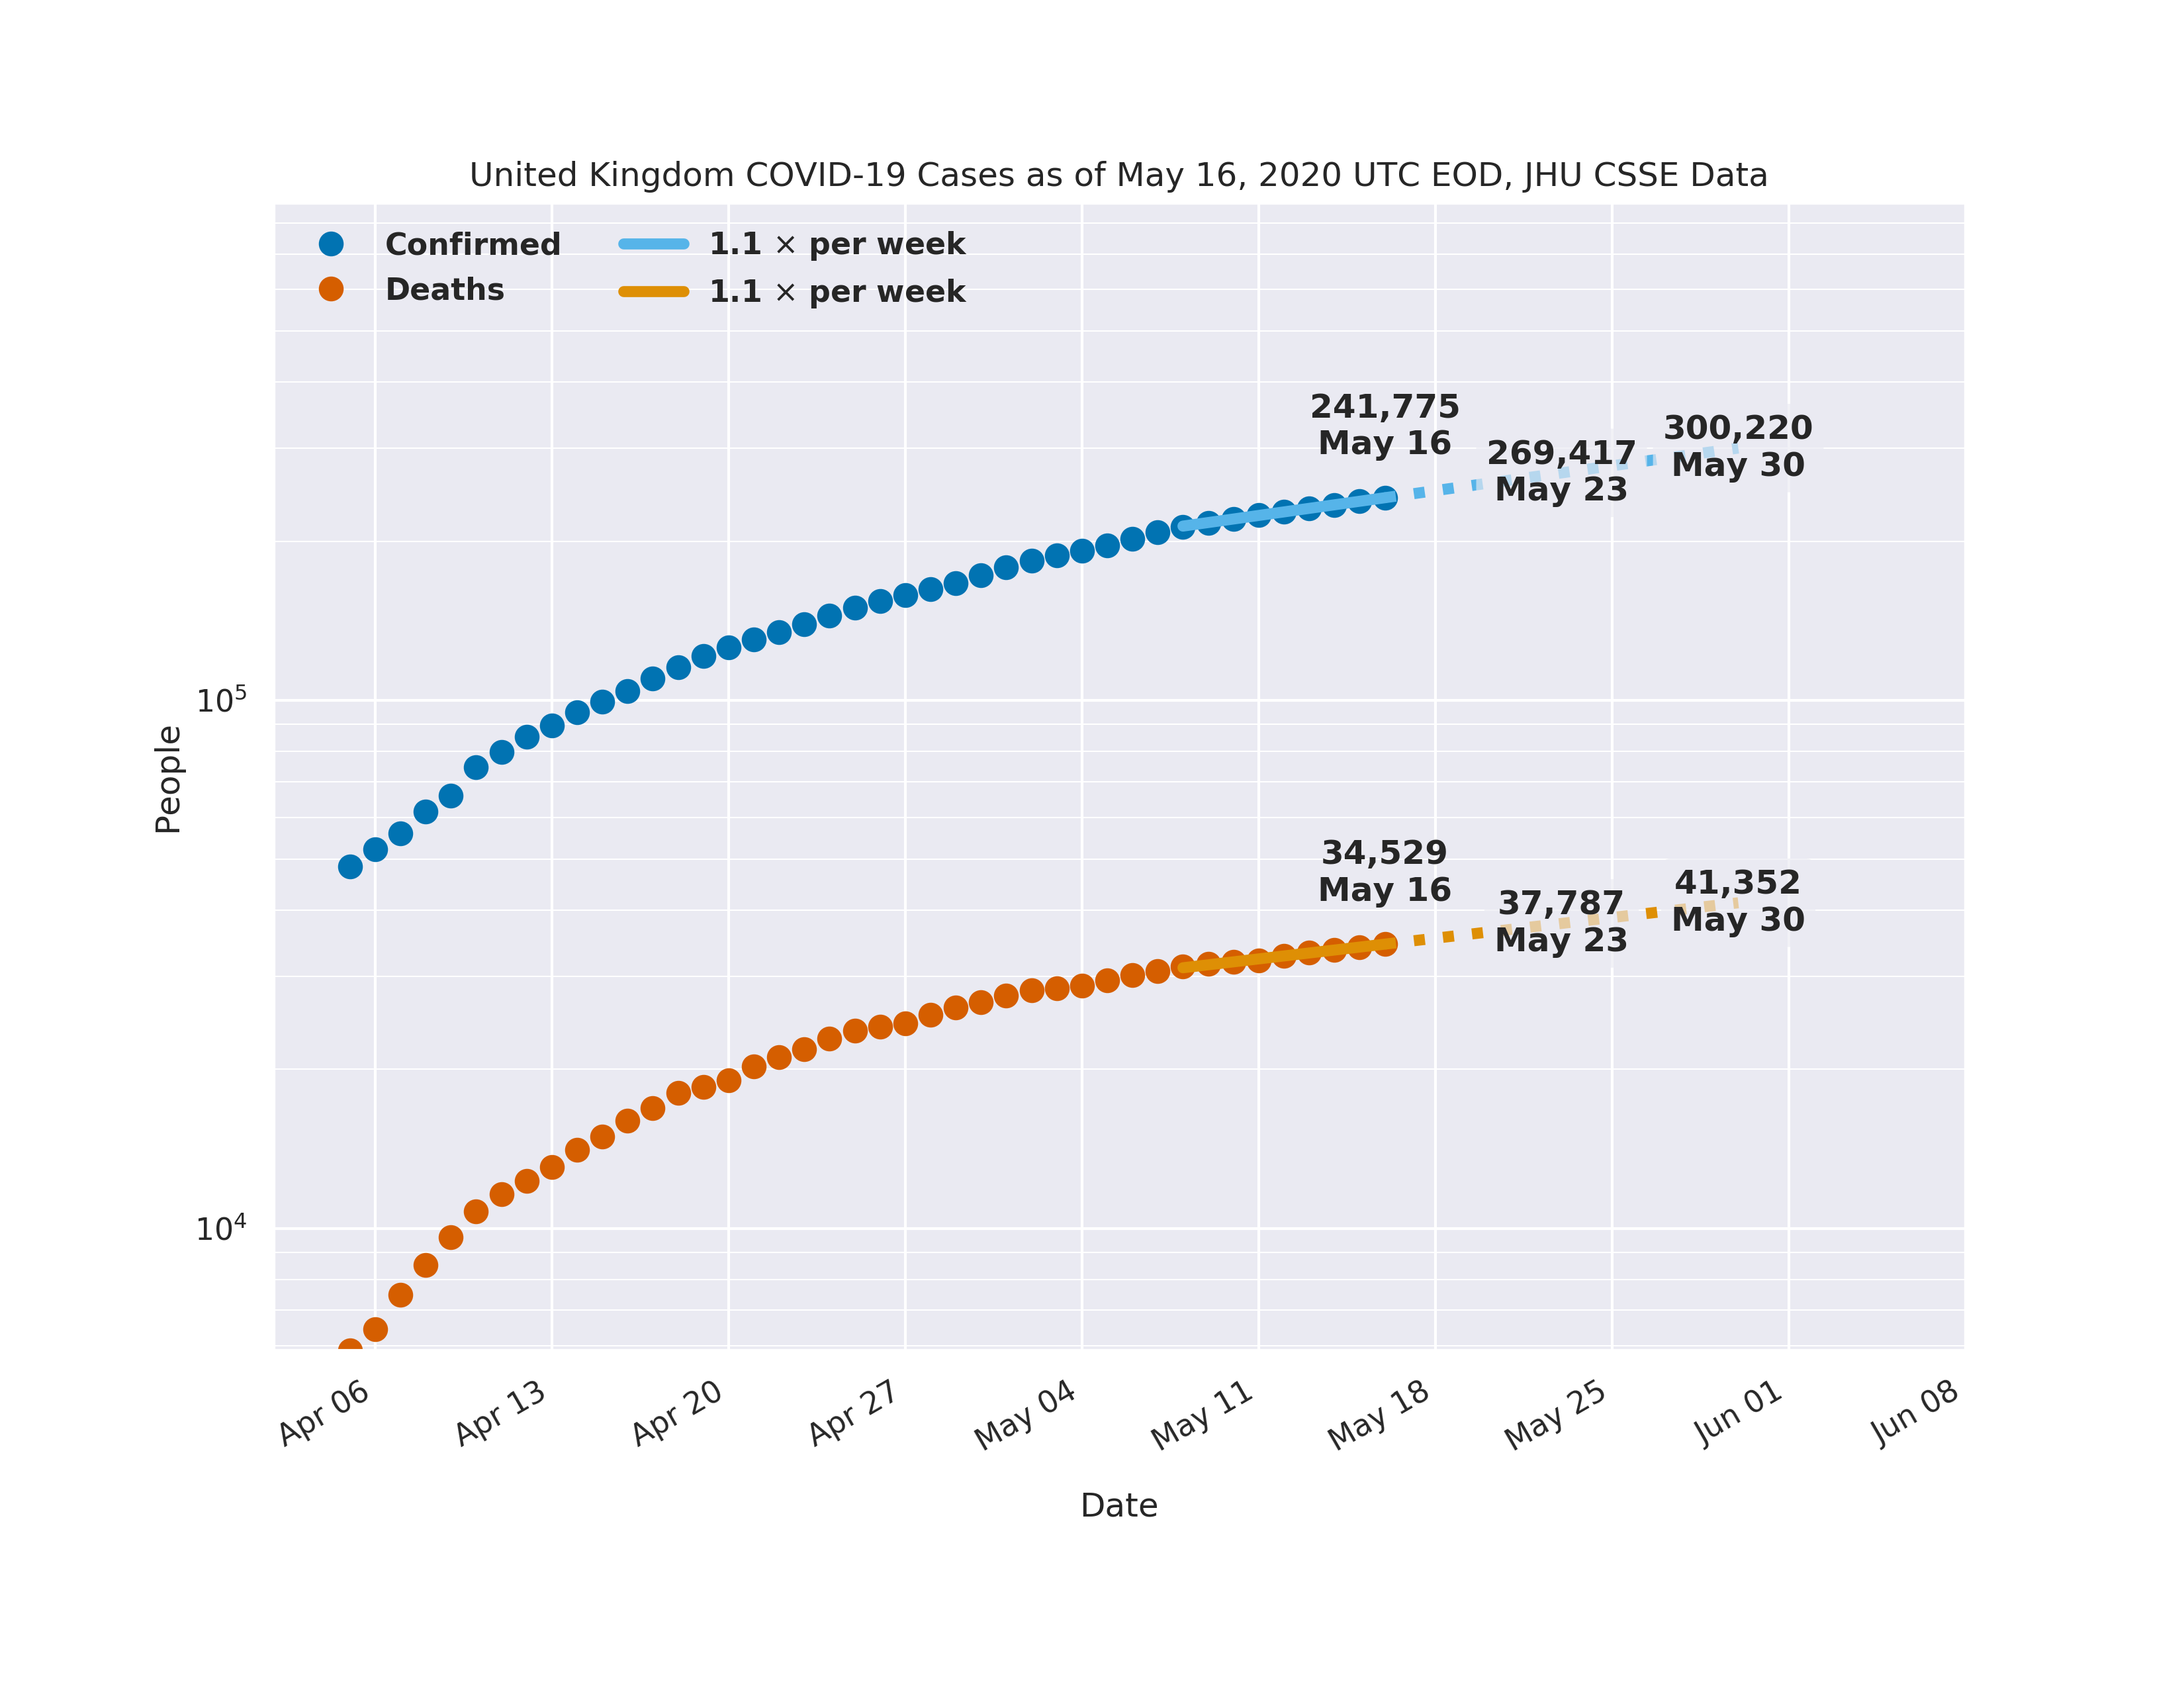 United Kingdom COVID-19 Cases as of May 16, 2020 UTC EOD, JHU CSSE Data
Confirmed
Deaths
1.1 × per week
1.1 × per week
241,775
May 16
269,417
May 23
300,220
May 30
34,529
May 16
37,787
May 23
41,352
May 30
People
10⁵
10⁴
Apr 06
Apr 13
Apr 20
Apr 27
May 04
May 11
May 18
May 25
Jun 01
Jun 08
Date